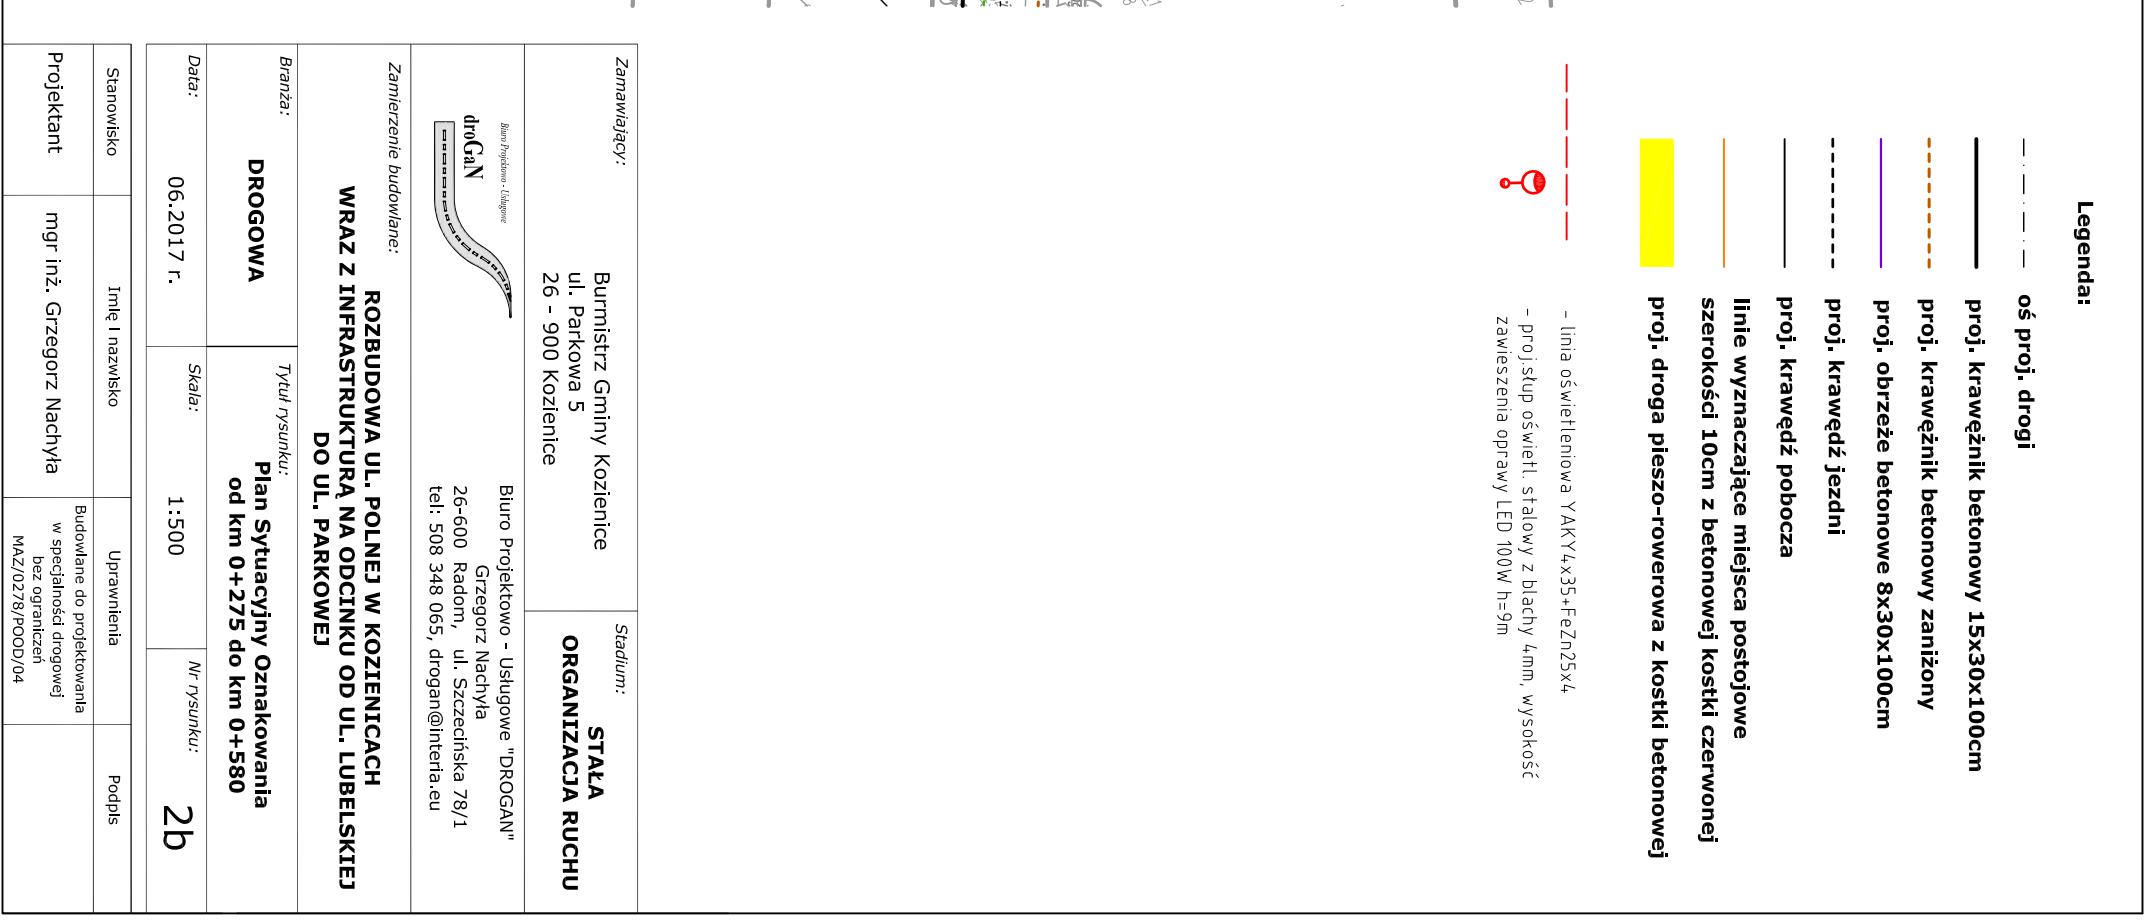 Legenda:
oś proj. drogi
proj. krawężnik betonowy 15x30x100cm
proj. krawężnik betonowy zaniżony
proj. obrzeże betonowe 8x30x100cm
proj. krawędź jezdni
proj. krawędź pobocza
linie wyznaczające miejsca postojowe
szerokości 10cm z betonowej kostki czerwonej
proj. droga pieszo-rowerowa z kostki betonowej
- linia oświetleniowa YAKY4x35+FeZn25x4
- proj.słup oświetl. stalowy z blachy 4mm, wysokość
zawieszenia oprawy LED 100W h=9m
Zamawiający:
Burmistrz Gminy Kozienice
ul. Parkowa 5
26 - 900 Kozienice
Stadium:
STAŁA
ORGANIZACJA RUCHU
Biuro Projektowo - Usługowe
droGaN
Biuro Projektowo - Usługowe "DROGAN"
Grzegorz Nachyła
26-600 Radom, ul. Szczecińska 78/1
tel: 508 348 065, drogan@interia.eu
Zamierzenie budowlane:
ROZBUDOWA UL. POLNEJ W KOZIENICACH
WRAZ Z INFRASTRUKTURĄ NA ODCINKU OD UL. LUBELSKIEJ
DO UL. PARKOWEJ
Branża:
DROGOWA
Tytuł rysunku:
Plan Sytuacyjny Oznakowania
od km 0+275 do km 0+580
Data:
06.2017 r.
Skala:
1:500
Nr rysunku:
2b
Stanowisko
Imię i nazwisko
Uprawnienia
Podpis
Projektant
mgr inż. Grzegorz Nachyła
Budowlane do projektowania
w specjalności drogowej
bez ograniczeń
MAZ/0278/POOD/04